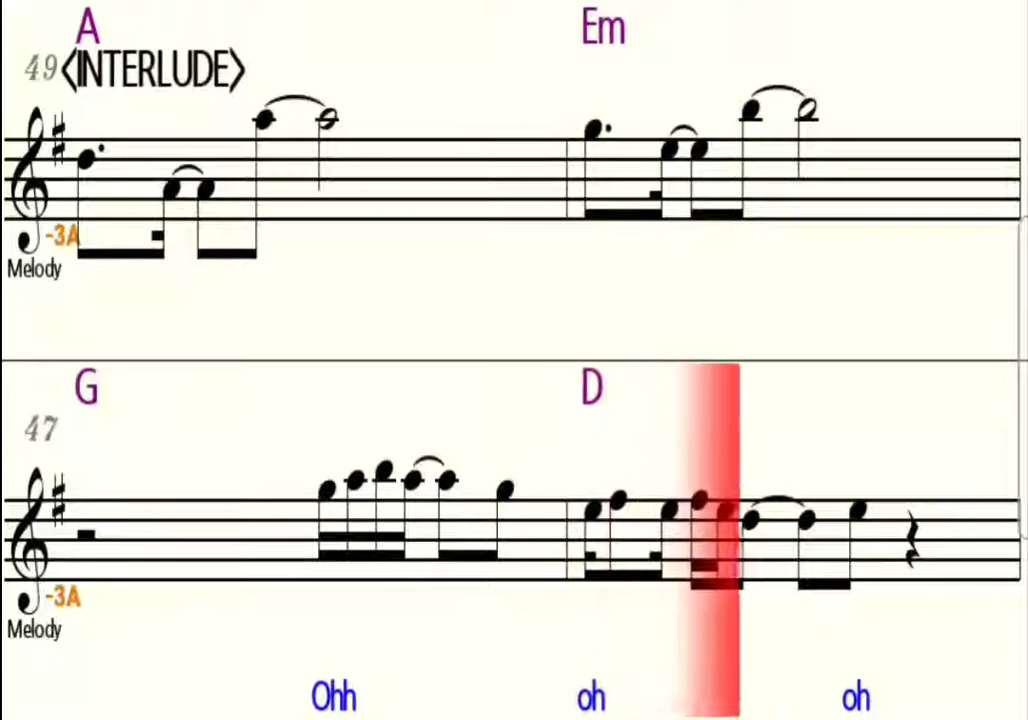 A Em
49 <INTERLUDE>
-3A
Melody
G D
47
-3A
Melody
Ohh oh oh